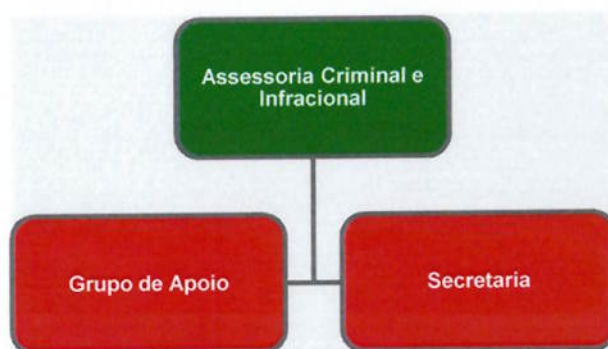 Assessoria Criminal e
Infracional
Grupo de Apoio
Secretaria